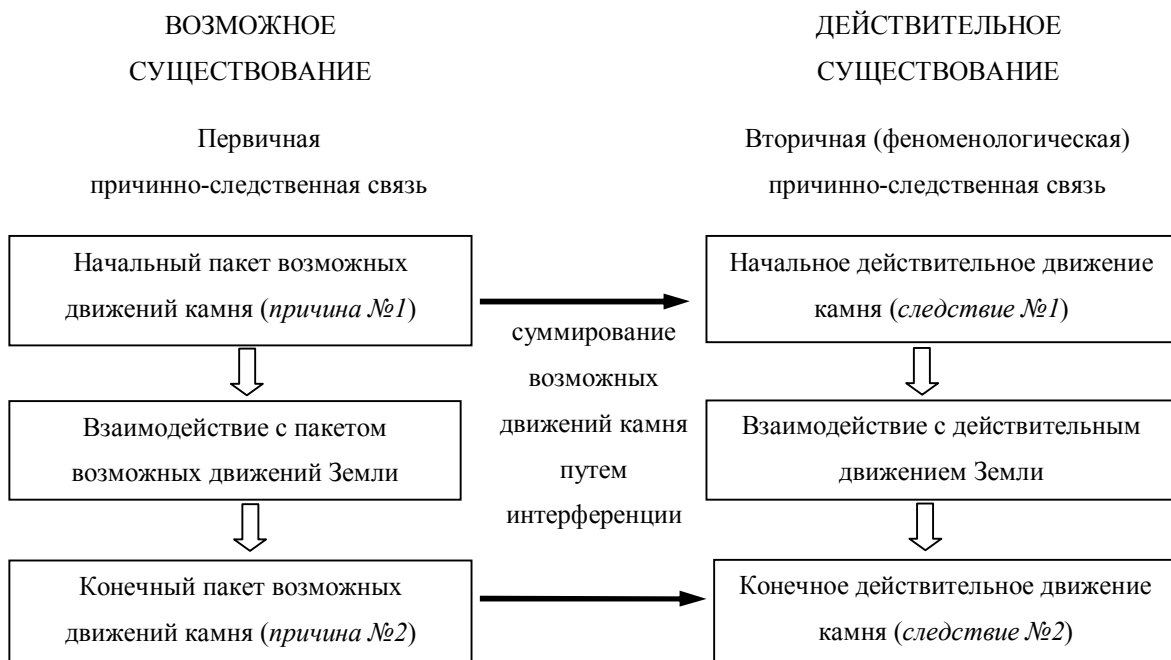 ВОЗМОЖНОЕ
СУЩЕСТВОВАНИЕ
ДЕЙСТВИТЕЛЬНОЕ
СУЩЕСТВОВАНИЕ
Первичная
причинно-следственная связь
Вторичная (феноменологическая)
причинно-следственная связь
Начальный пакет возможных
движений камня (причина №1)
суммирование
возможных
движений камня
путем
интерференции
Начальное действительное движение
камня (следствие №1)
Взаимодействие с пакетом
возможных движений Земли
Взаимодействие с действительным
движением Земли
Конечный пакет возможных
движений камня (причина №2)
Конечное действительное движение
камня (следствие №2)